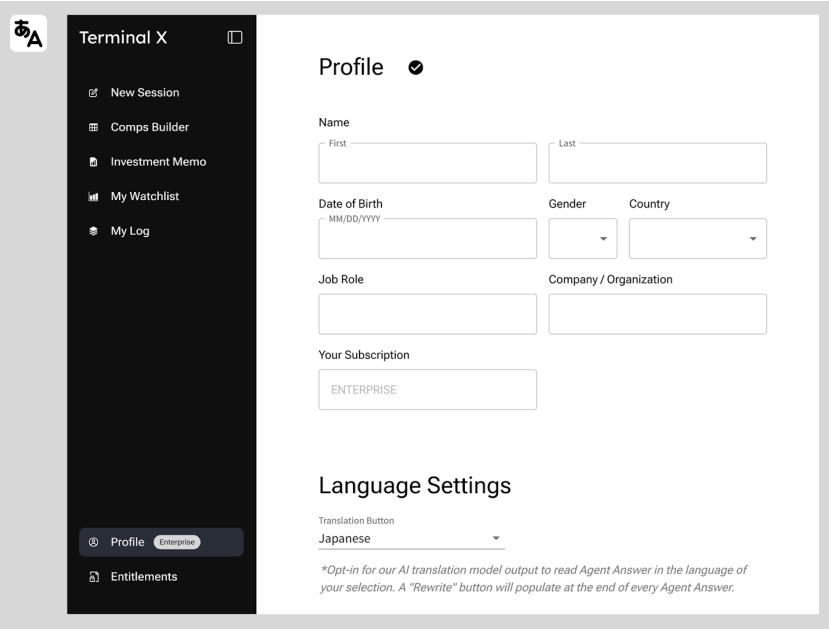 あA
Terminal X
New Session
Comps Builder
Investment Memo
My Watchlist
My Log
Profile Enterprise
Entitlements
Profile
Name
First
Last
Date of Birth
MM/DD/YYYY
Gender
Country
Job Role
Company / Organization
Your Subscription
ENTERPRISE
Language Settings
Translation Button
Japanese
*Opt-in for our AI translation model output to read Agent Answer in the language of
your selection. A "Rewrite" button will populate at the end of every Agent Answer.